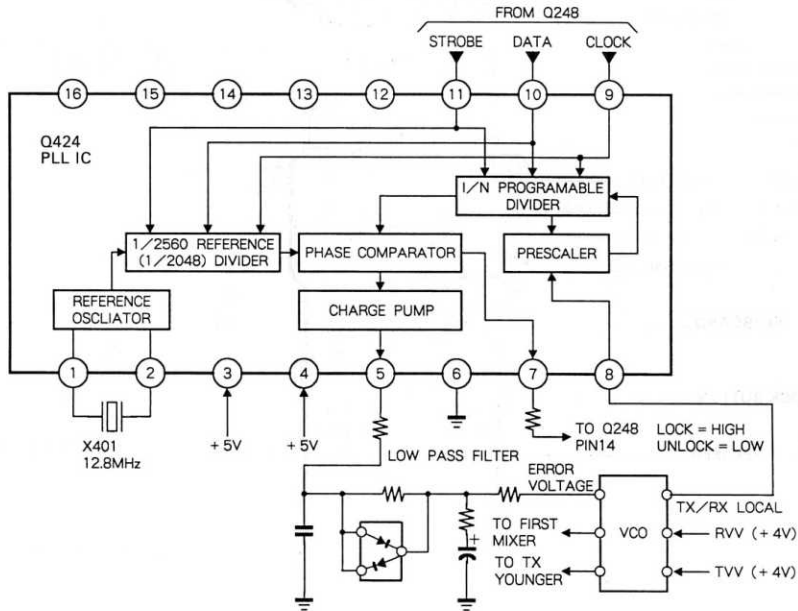 FROM Q248
STROBE DATA CLOCK
16 15 14 13 12 11 10 9
Q424
PLL IC
I/N PROGRAMABLE
DIVIDER
1/2560 REFERENCE
(1/2048) DIVIDER
PHASE COMPARATOR
PRESCALER
REFERENCE
OSCLIATOR
CHARGE PUMP
1 2 3 4 5 6 7 8
X401
12.8MHz
+5V
+5V
TO Q248
PIN14
LOCK = HIGH
UNLOCK = LOW
LOW PASS FILTER
ERROR
VOLTAGE
TX/RX LOCAL
TO FIRST
MIXER
VCO
RVV (+4V)
TO TX
YOUNGER
TVV (+4V)
+